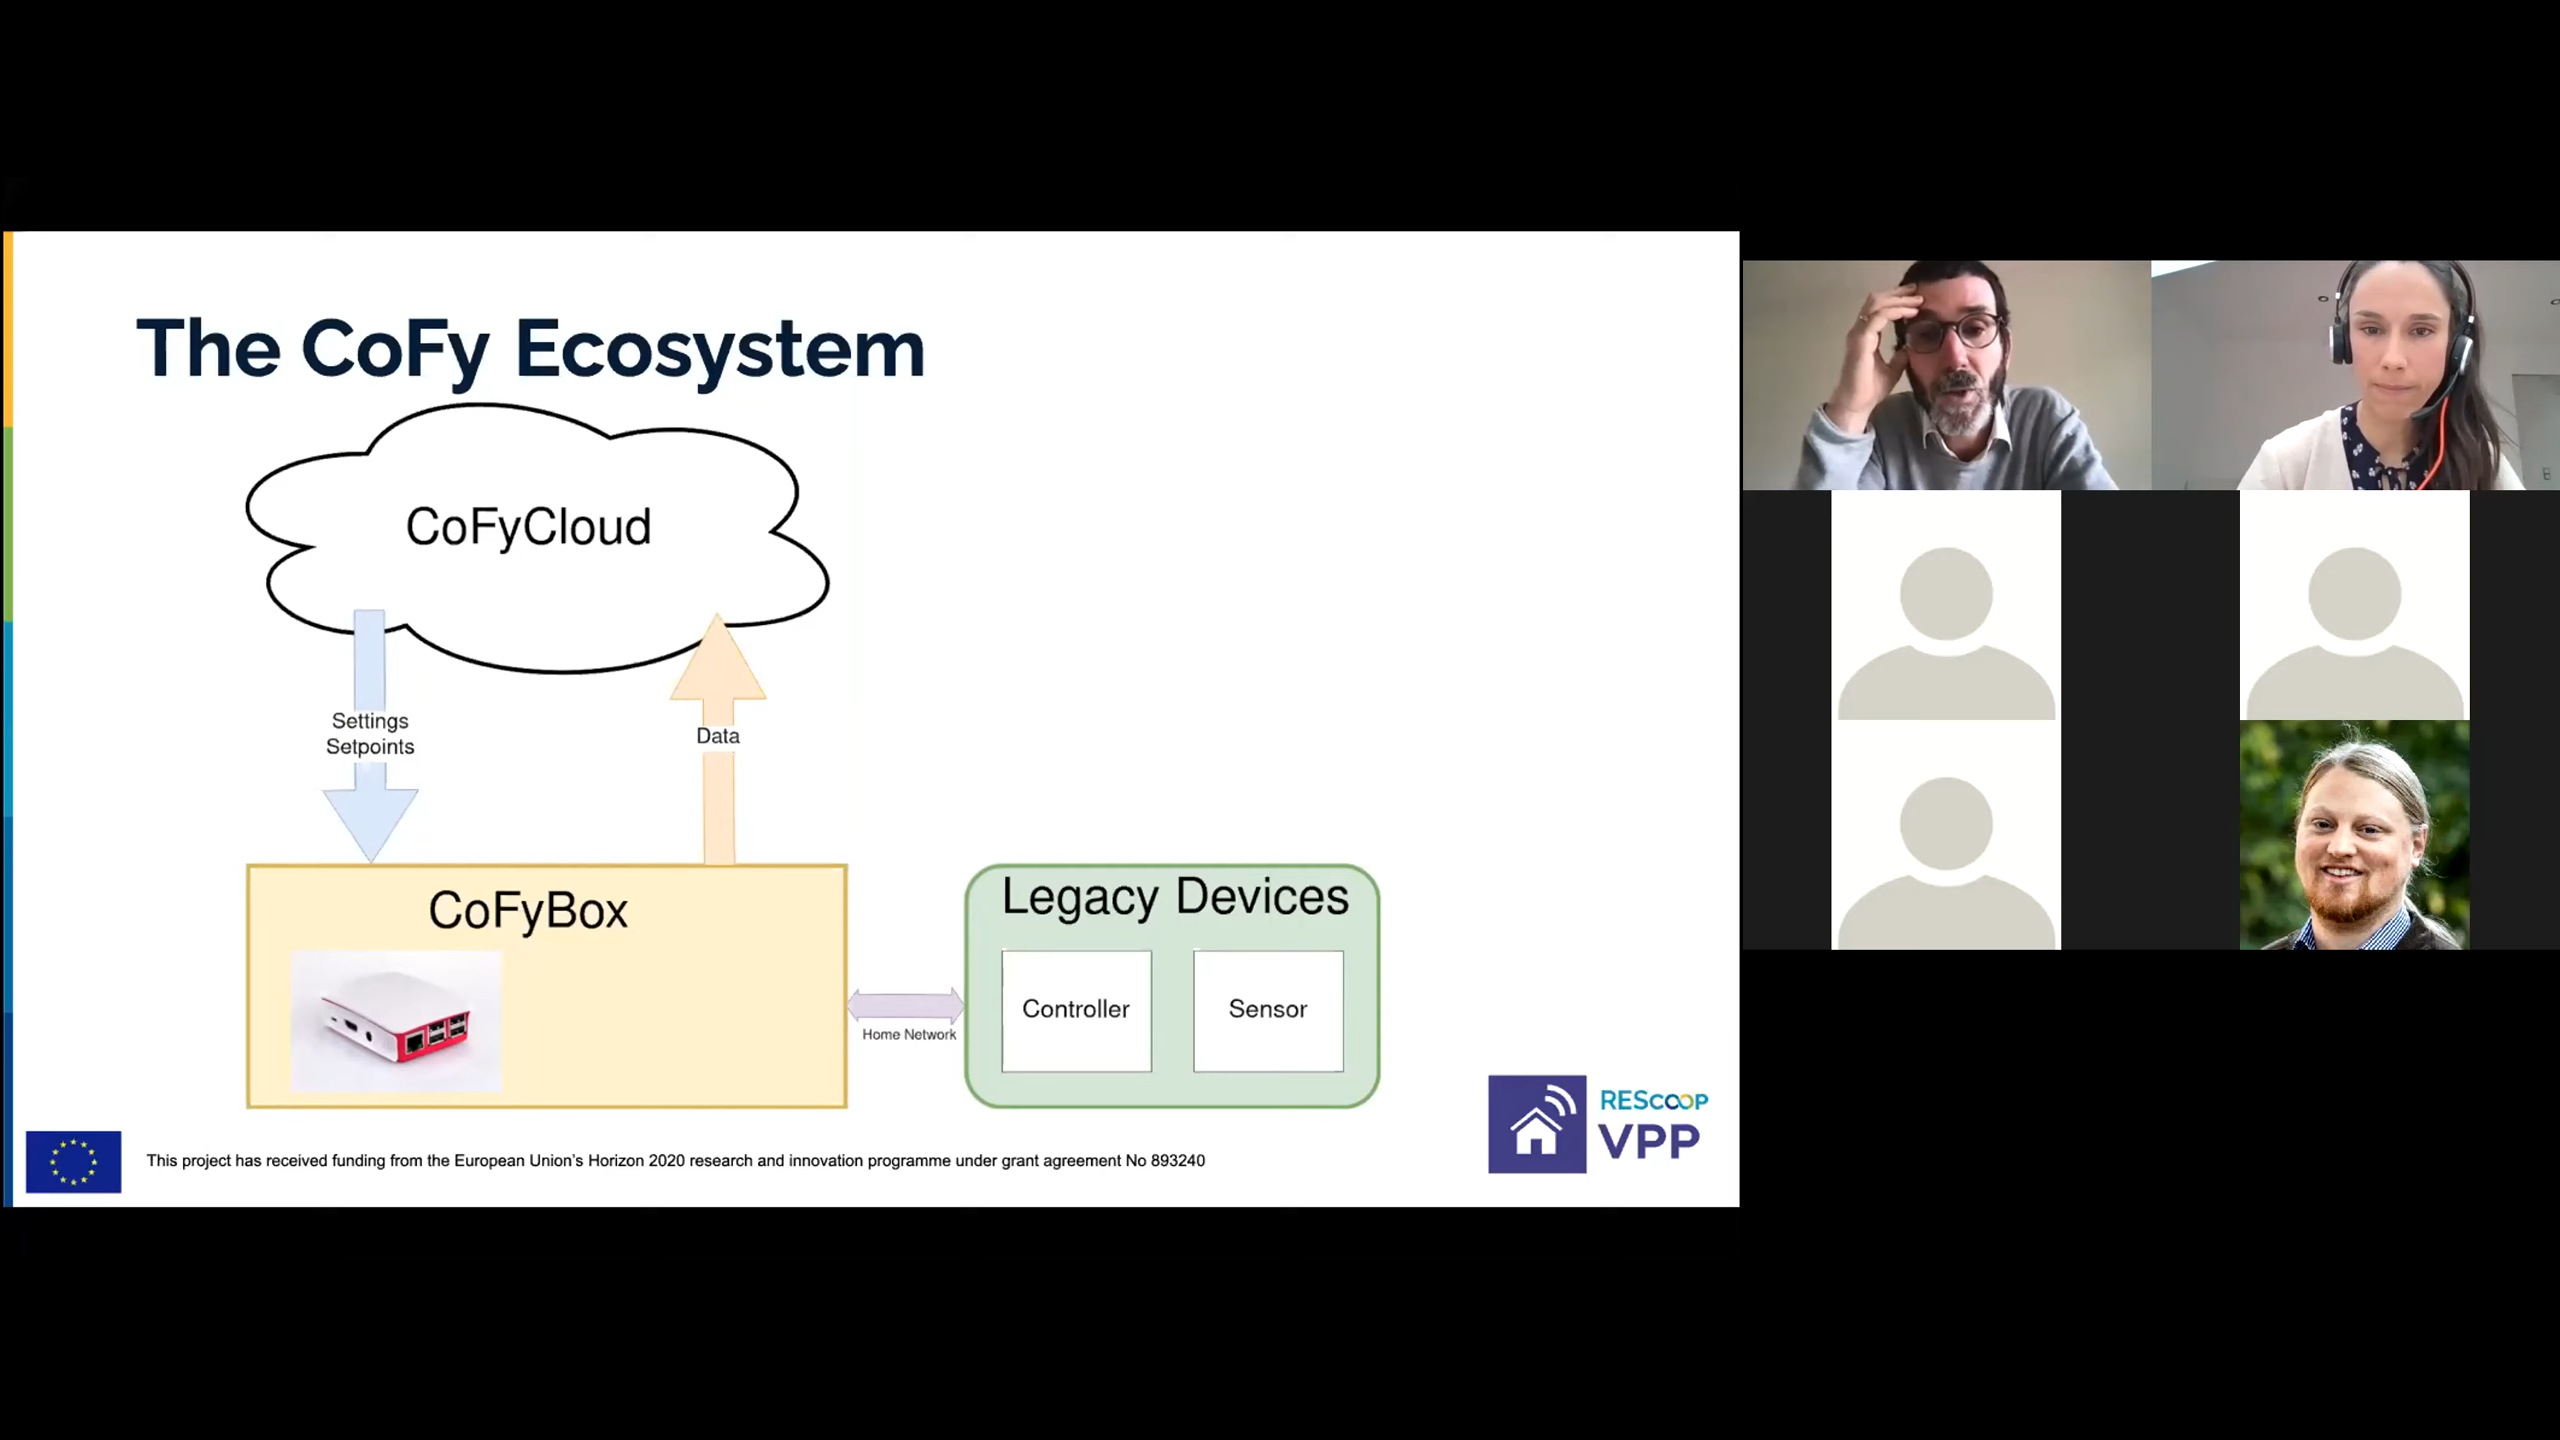 The CoFy Ecosystem
CoFyCloud
Settings
Setpoints
Data
CoFyBox
Legacy Devices
Controller
Sensor
Home Network
REScoop
VPP
This project has received funding from the European Union's Horizon 2020 research and innovation programme under grant agreement No 893240